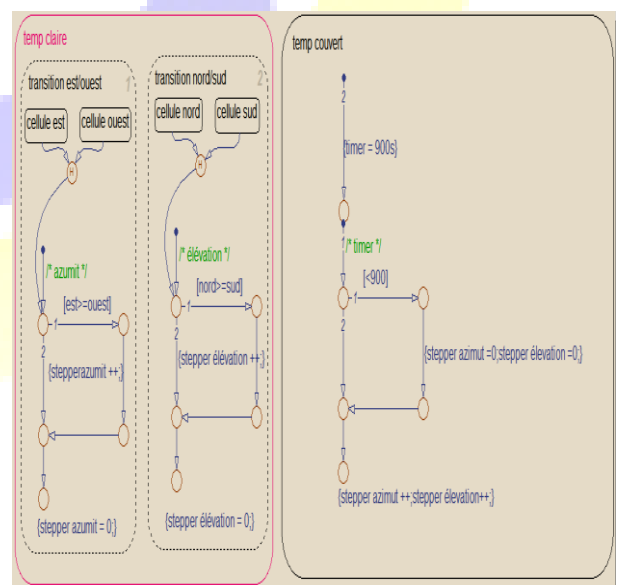 temp claire
transition est/ouest
1
cellule est
cellule ouest
H
/* azumit */
[est>=ouest]
1
2
{stepperazumit ++;}
{stepper azumit = 0;}
transition nord/sud
2
cellule nord
cellule sud
H
/* élévation */
[nord>=sud]
1
2
{stepper élévation ++;}
{stepper élévation = 0;}
temp couvert
2
{timer = 900s}
1
/* timer */
[<900]
1
2
{stepper azimut =0;stepper élevation =0;}
{stepper azimut ++;stepper élevation++;}